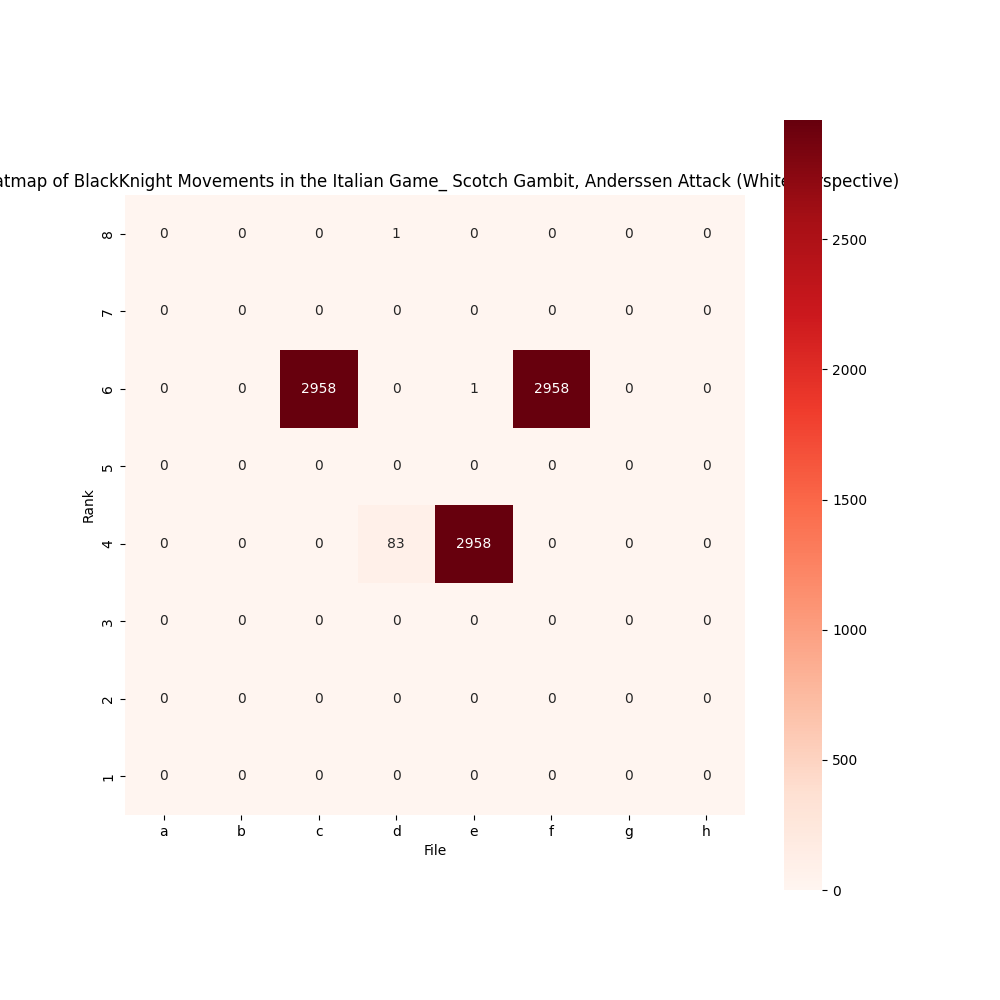 atmap of BlackKnight Movements in the Italian Game_ Scotch Gambit, Anderssen Attack (White spective)
8 0 0 0 1 0 0 0 0
7 0 0 0 0 0 0 0 0
6 0 0 2958 0 1 2958 0 0
5 0 0 0 0 0 0 0 0
4 0 0 0 83 2958 0 0 0
3 0 0 0 0 0 0 0 0
2 0 0 0 0 0 0 0 0
1 0 0 0 0 0 0 0 0
a b c d e f g h
File
Rank
2500
2000
1500
1000
500
0